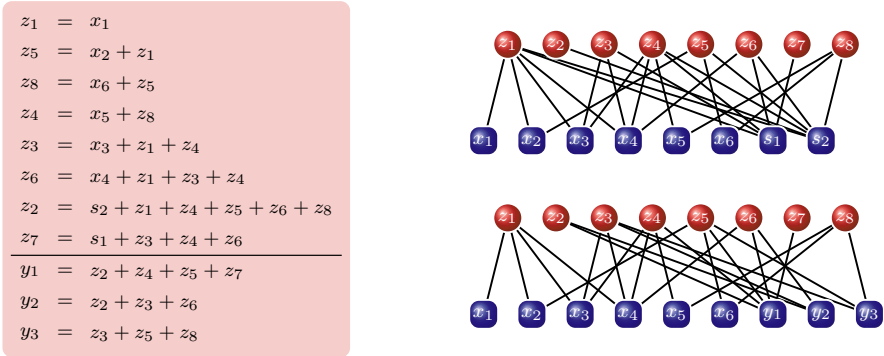 z₁ = x₁
z₅ = x₂ + z₁
z₈ = x₆ + z₅
z₄ = x₅ + z₈
z₃ = x₃ + z₁ + z₄
z₆ = x₄ + z₁ + z₃ + z₄
z₂ = s₂ + z₁ + z₄ + z₅ + z₆ + z₈
z₇ = s₁ + z₃ + z₄ + z₆
y₁ = z₂ + z₄ + z₅ + z₇
y₂ = z₂ + z₃ + z₆
y₃ = z₃ + z₅ + z₈
z₁ z₂ z₃ z₄ z₅ z₆ z₇ z₈
x₁ x₂ x₃ x₄ x₅ x₆ s₁ s₂
z₁ z₂ z₃ z₄ z₅ z₆ z₇ z₈
x₁ x₂ x₃ x₄ x₅ x₆ y₁ y₂ y₃